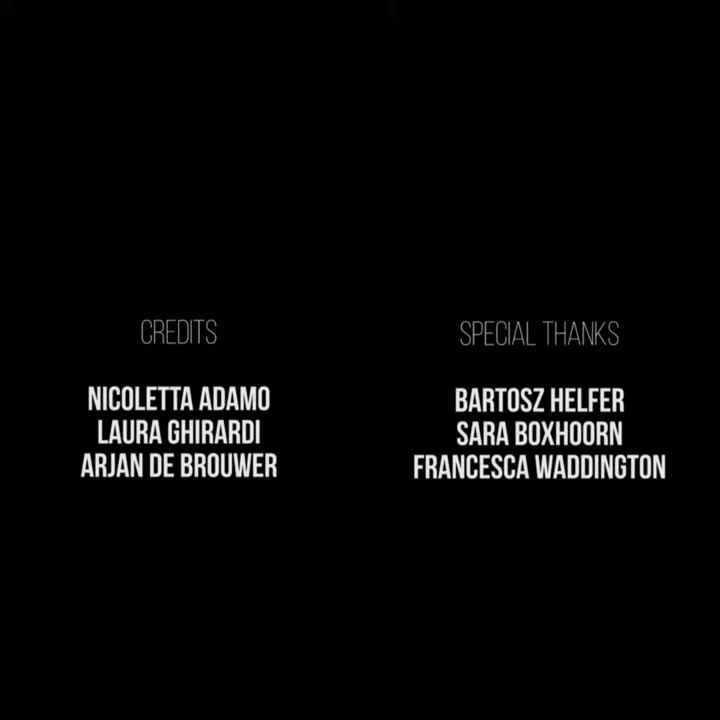 CREDITS
NICOLETTA ADAMO
LAURA GHIRARDI
ARJAN DE BROUWER
SPECIAL THANKS
BARTOSZ HELFER
SARA BOXHOORN
FRANCESCA WADDINGTON